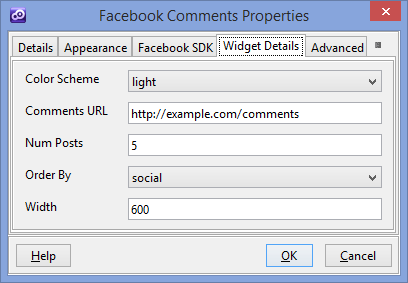 Facebook Comments Properties
Details Appearance Facebook SDK Widget Details Advanced
Color Scheme light
Comments URL http://example.com/comments
Num Posts 5
Order By social
Width 600
Help OK Cancel